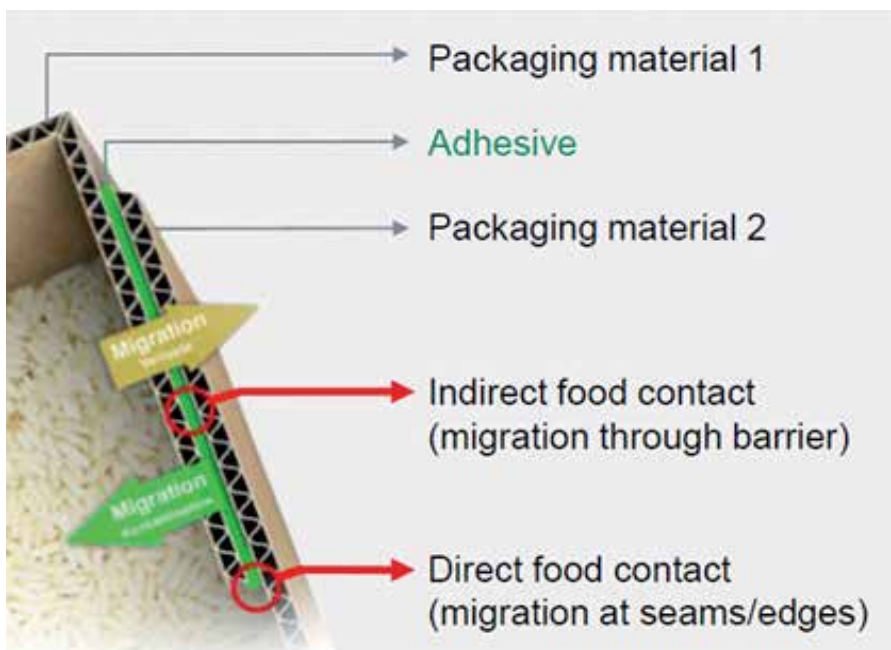 Packaging material 1
Adhesive
Packaging material 2
Migration
Indirect food contact
(migration through barrier)
Migration
Direct food contact
(migration at seams/edges)